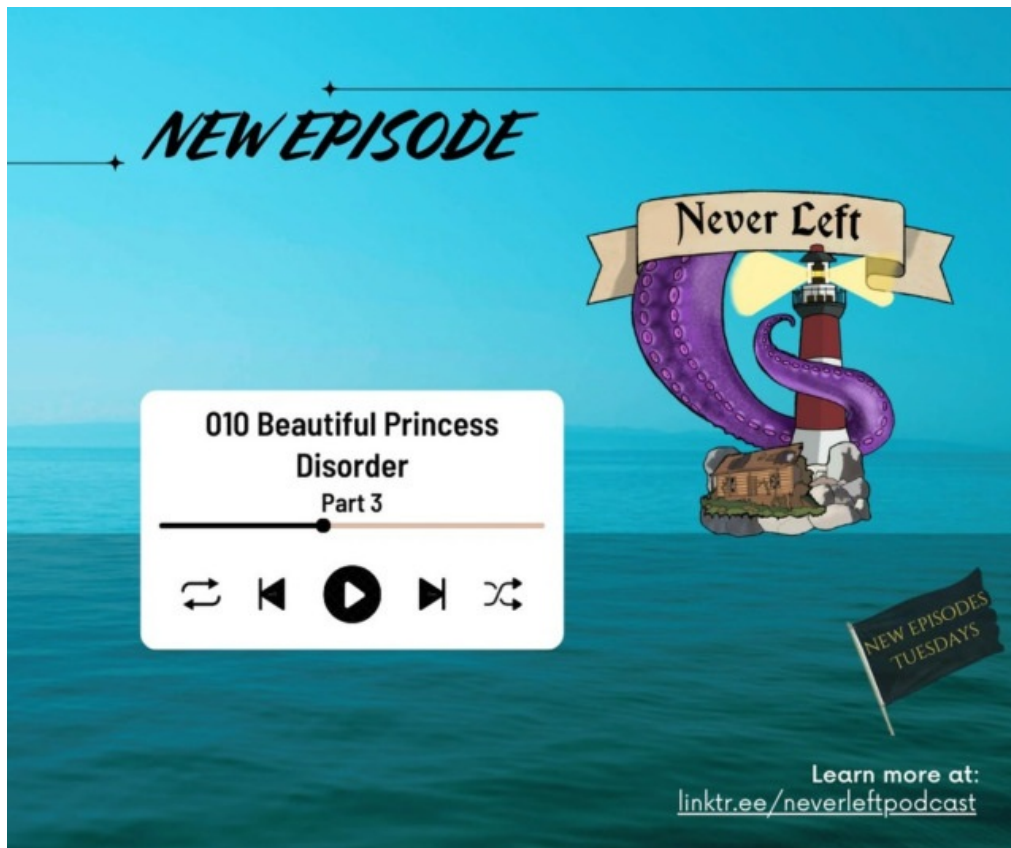 NEW EPISODE
Never Left
010 Beautiful Princess
Disorder
Part 3
NEW EPISODES
TUESDAYS
Learn more at:
linktr.ee/neverleftpodcast